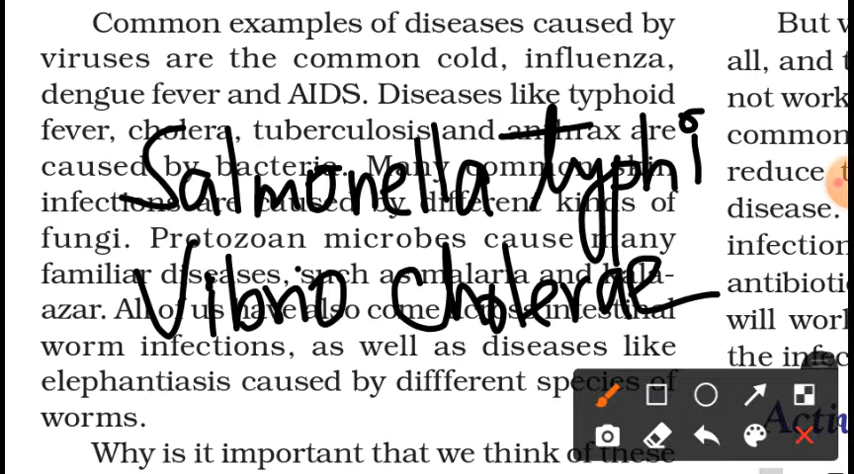 Common examples of diseases caused by
viruses are the common cold, influenza,
dengue fever and AIDS. Diseases like typhoid
fever, cholera, tuberculosis and anthrax are
caused by bacteria. Many common skin
infections are caused by different kinds of
fungi. Protozoan microbes cause many
familiar diseases, such as malaria and kala-
azar. All of us have also come across intestinal
worm infections, as well as diseases like
elephantiasis caused by diffferent species of
worms.
Why is it important that we think of these
Salmonella typhi
Vibrio cholerae
But
all, and
not work
common
reduce
disease.
infection
antibioti
will work
the infec
Acti